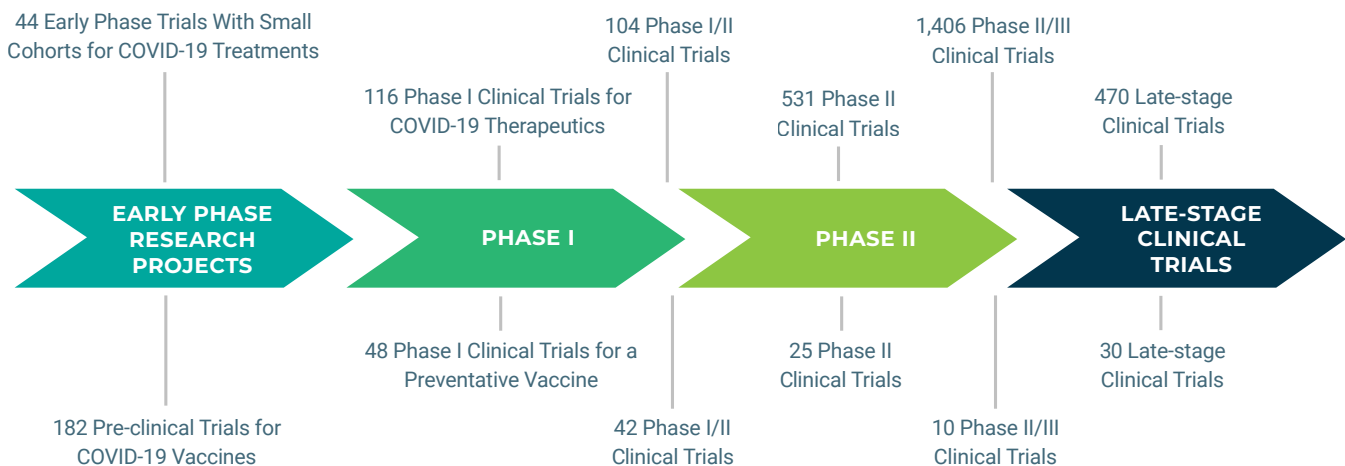 44 Early Phase Trials With Small
Cohorts for COVID-19 Treatments
104 Phase I/II
Clinical Trials
1,406 Phase II/III
Clinical Trials
116 Phase I Clinical Trials for
COVID-19 Therapeutics
531 Phase II
Clinical Trials
470 Late-stage
Clinical Trials
EARLY PHASE
RESEARCH
PROJECTS
PHASE I
PHASE II
LATE-STAGE
CLINICAL
TRIALS
48 Phase I Clinical Trials for a
Preventative Vaccine
25 Phase II
Clinical Trials
30 Late-stage
Clinical Trials
182 Pre-clinical Trials for
COVID-19 Vaccines
42 Phase I/II
Clinical Trials
10 Phase II/III
Clinical Trials